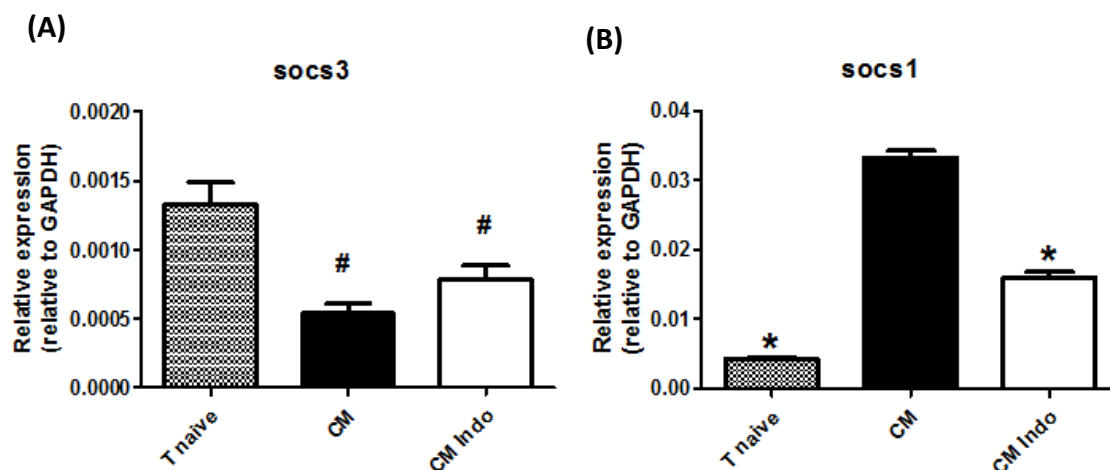 (A)
socs3
Relative expression
(relative to GAPDH)
0.0020
0.0015
0.0010
0.0005
0.0000
#
#
T naive
CM
CM Indo
(B)
socs1
Relative expression
(relative to GAPDH)
0.04
0.03
0.02
0.01
0.00
*
*
T naive
CM
CM Indo